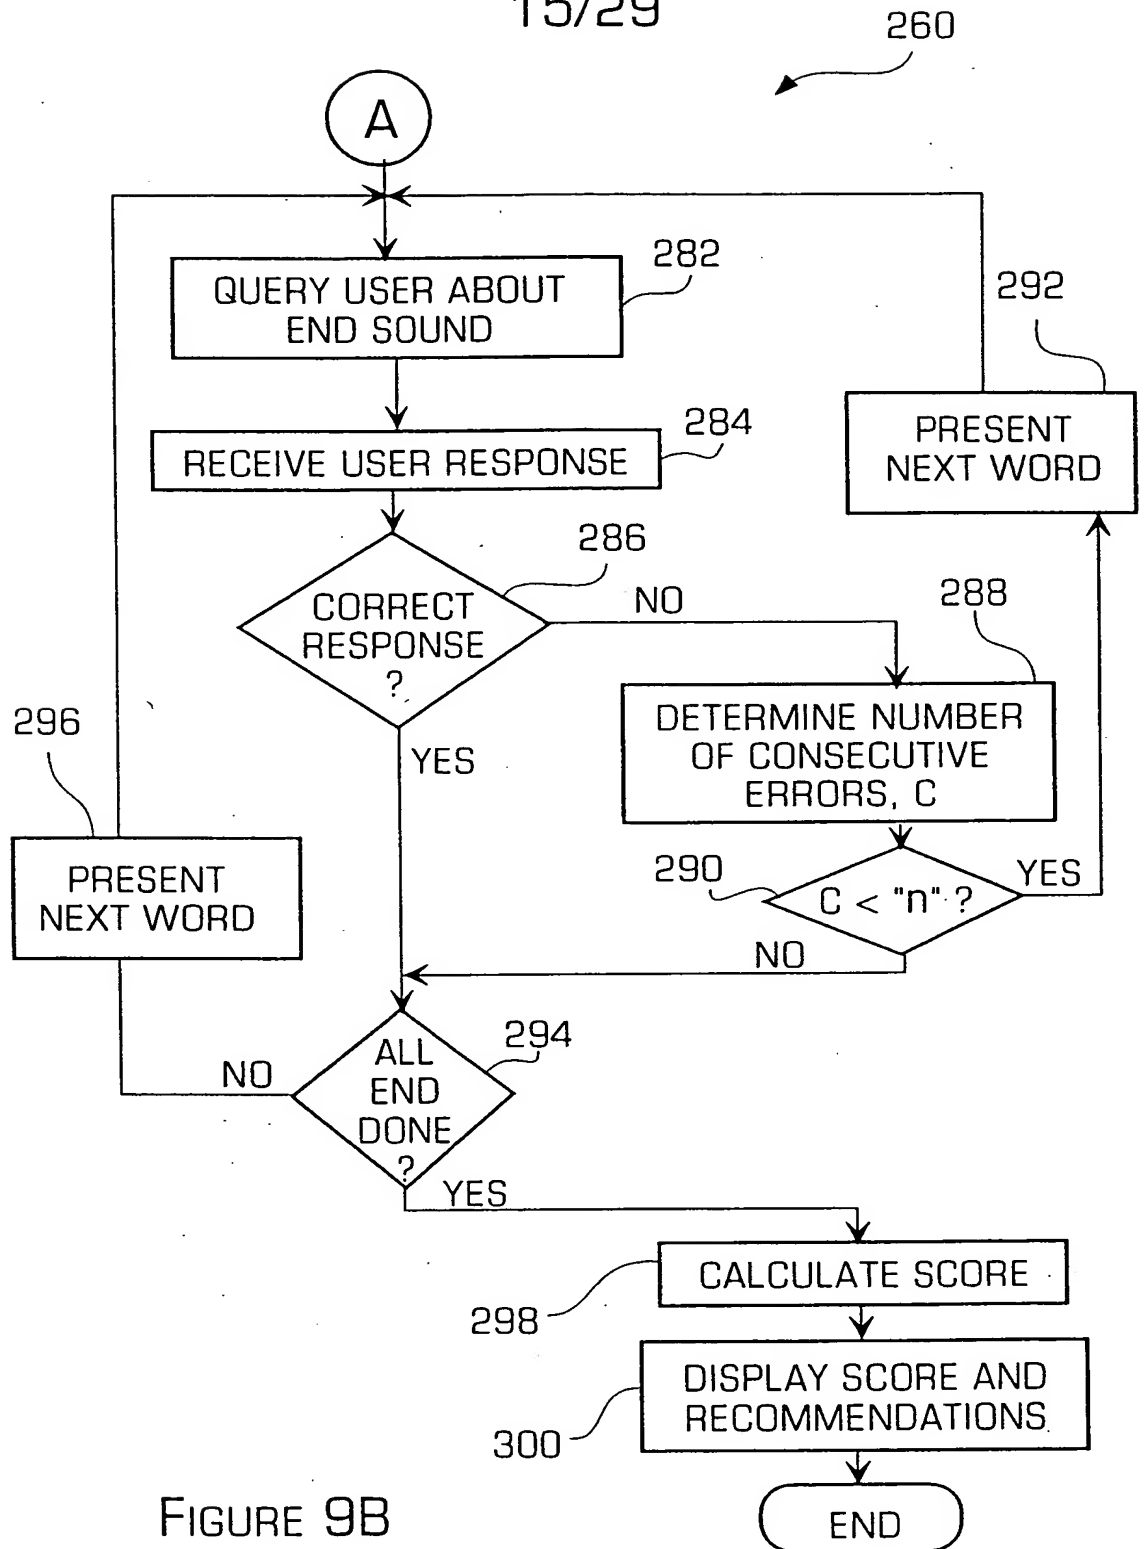 15/29
260
A
282
QUERY USER ABOUT
END SOUND
292
284
PRESENT
NEXT WORD
RECEIVE USER RESPONSE
286
NO
288
CORRECT
RESPONSE
?
DETERMINE NUMBER
OF CONSECUTIVE
ERRORS, C
296
YES
290
YES
C < "n" ?
PRESENT
NEXT WORD
NO
294
ALL
END
DONE
?
NO
YES
CALCULATE SCORE
298
DISPLAY SCORE AND
RECOMMENDATIONS
300
END
FIGURE 9B